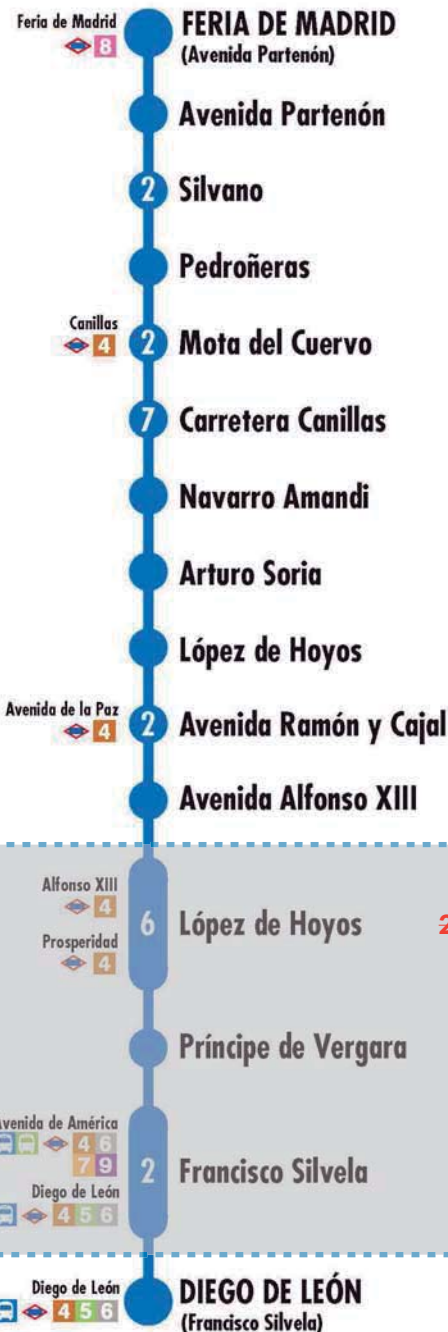 Feria de Madrid
8
FERIA DE MADRID
(Avenida Partenón)
Avenida Partenón
2 Silvano
Pedroñeras
Canillas
4
2 Mota del Cuervo
7 Carretera Canillas
Navarro Amandi
Arturo Soria
López de Hoyos
Avenida de la Paz
4
2 Avenida Ramón y Cajal
Avenida Alfonso XIII
Alfonso XIII
4
Prosperidad
4
6 López de Hoyos
Príncipe de Vergara
Avenida de América
4 6
7 9
Diego de León
4 5 6
2 Francisco Silvela
Diego de León
4 5 6
DIEGO DE LEÓN
(Francisco Silvela)